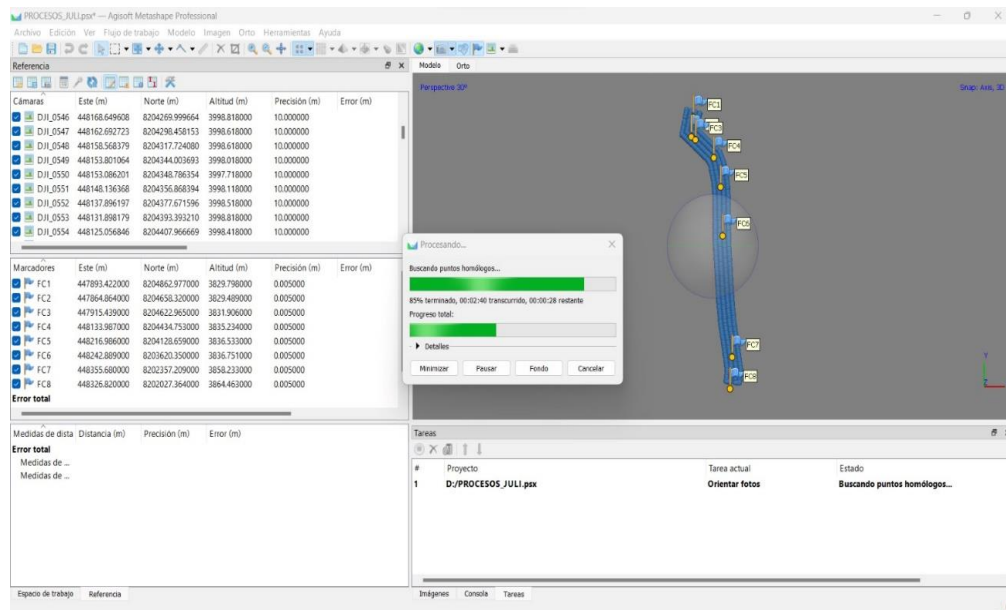 PROCESOS_JULI.psx* — Agisoft Metashape Professional
Archivo Edición Ver Flujo de trabajo Modelo Imagen Orto Herramientas Ayuda
Referencia
Cámaras Este (m) Norte (m) Altitud (m) Precisión (m) Error (m)
DJI_0546 448168.649608 8204269.999664 3998.818000 10.000000
DJI_0547 448162.692723 8204298.458153 3998.618000 10.000000
DJI_0548 448158.568379 8204317.724080 3998.618000 10.000000
DJI_0549 448153.801064 8204344.003693 3998.018000 10.000000
DJI_0550 448153.086201 8204348.786354 3997.718000 10.000000
DJI_0551 448148.136368 8204356.868394 3998.118000 10.000000
DJI_0552 448137.896197 8204377.671596 3998.518000 10.000000
DJI_0553 448131.898179 8204393.393210 3998.818000 10.000000
DJI_0554 448125.056846 8204407.966669 3998.418000 10.000000
Marcadores Este (m) Norte (m) Altitud (m) Precisión (m) Error (m)
FC1 447893.422000 8204862.977000 3829.798000 0.005000
FC2 447864.864000 8204658.320000 3829.489000 0.005000
FC3 447915.439000 8204622.965000 3831.906000 0.005000
FC4 448133.987000 8204434.753000 3835.234000 0.005000
FC5 448216.986000 8204128.659000 3836.533000 0.005000
FC6 448242.889000 8203620.350000 3836.751000 0.005000
FC7 448355.680000 8202357.209000 3858.233000 0.005000
FC8 448326.820000 8202027.364000 3864.463000 0.005000
Error total
Medidas de dista Distancia (m) Precisión (m) Error (m)
Error total
Medidas de ...
Medidas de ...
Espacio de trabajo Referencia
Modelo Orto
Perspective 30°
Snap: Axis, 3D
FC1
FC3
FC4
FC5
FC6
FC7
FC8
Y
Z
Procesando...
Buscando puntos homólogos...
85% terminado, 00:02:40 transcurrido, 00:00:28 restante
Progreso total:
Detalles
Minimizar Pausar Fondo Cancelar
Tareas
# Proyecto Tarea actual Estado
1 D:/PROCESOS_JULI.psx Orientar fotos Buscando puntos homólogos...
Imágenes Consola Tareas